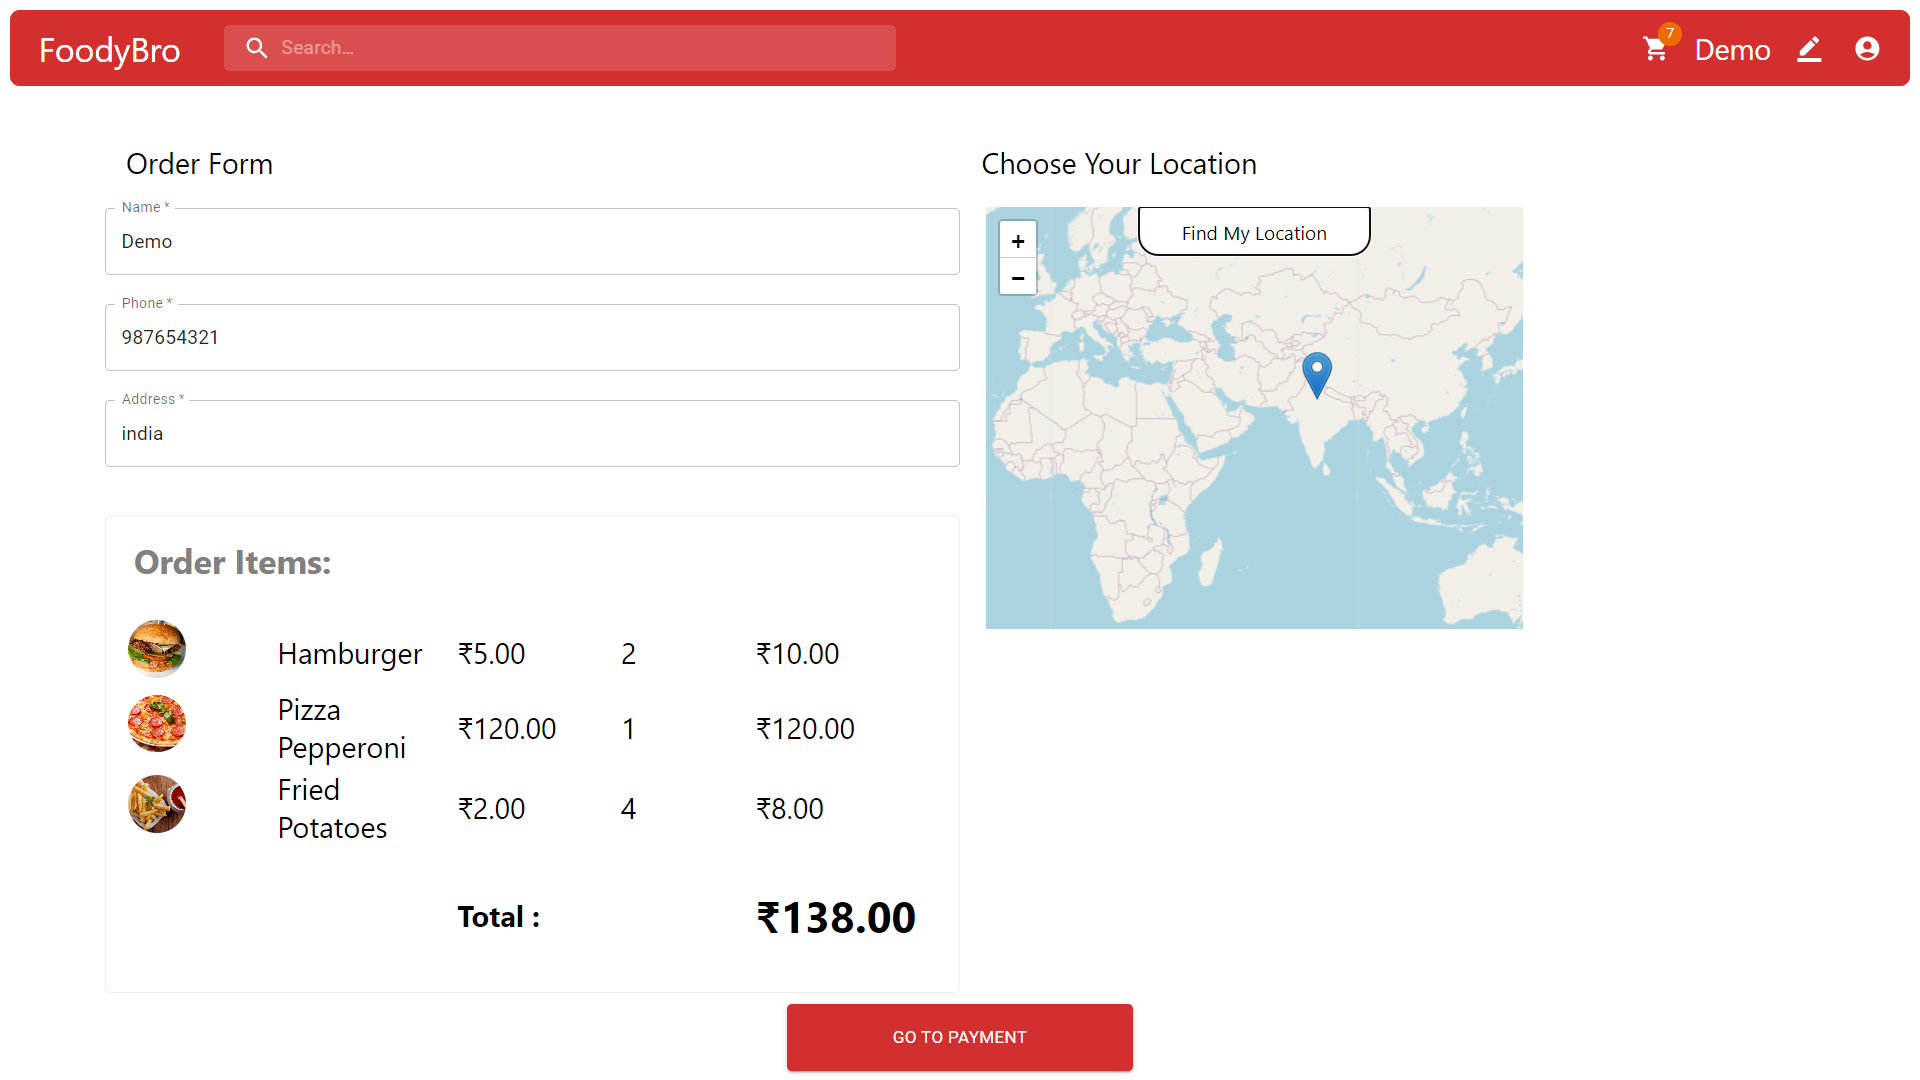 FoodyBro
Search...
7
Demo
Order Form
Name *
Demo
Phone *
987654321
Address *
india
Choose Your Location
+
−
Find My Location
Order Items:
Hamburger ₹5.00 2 ₹10.00
Pizza
Pepperoni
₹120.00 1 ₹120.00
Fried
Potatoes
₹2.00 4 ₹8.00
Total : ₹138.00
GO TO PAYMENT